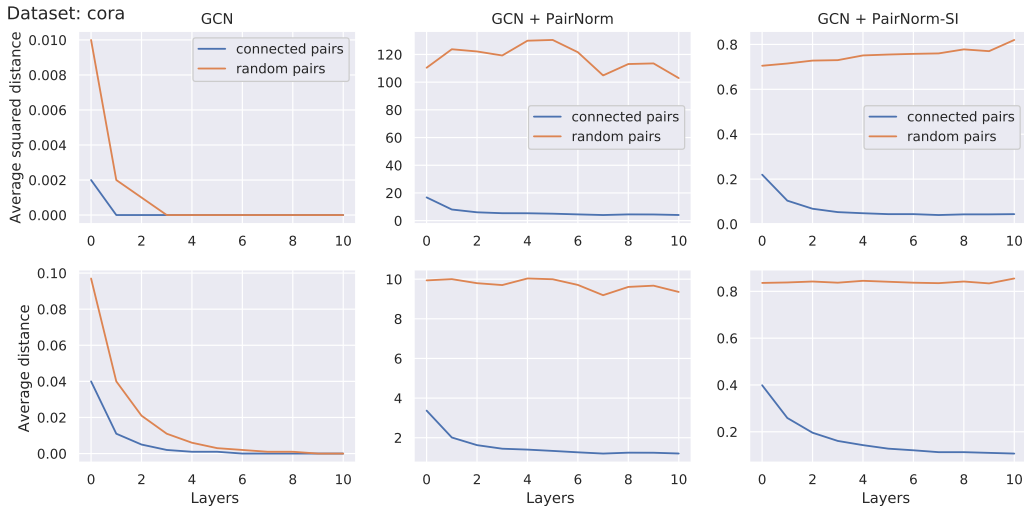 Dataset: cora
GCN
GCN + PairNorm
GCN + PairNorm-SI
Average squared distance
0.010
0.008
0.006
0.004
0.002
0.000
connected pairs
random pairs
0 2 4 6 8 10
120
100
80
60
40
20
0
connected pairs
random pairs
0 2 4 6 8 10
0.8
0.6
0.4
0.2
0.0
connected pairs
random pairs
0 2 4 6 8 10
Average distance
0.10
0.08
0.06
0.04
0.02
0.00
0 2 4 6 8 10
Layers
10
8
6
4
2
0 2 4 6 8 10
Layers
0.8
0.6
0.4
0.2
0 2 4 6 8 10
Layers